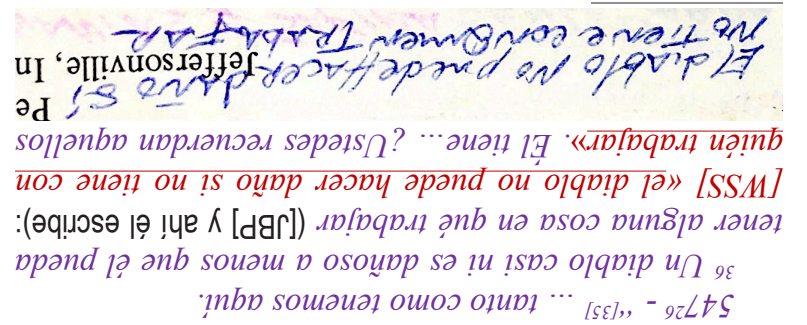 547²⁶ - “[35] ... tanto como tenemos aquí.
36 Un diablo casi ni es dañoso a menos que él pueda
tener alguna cosa en qué trabajar ([JBP] y ahí él escribe):
[WSS] «el diablo no puede hacer daño si no tiene con
quién trabajar». Él tiene... ¿Ustedes recuerdan aquellos
Pe
El diablo no puede Hacer daño si
Jeffersonville, In
no tiene con Quien TRABAJAR